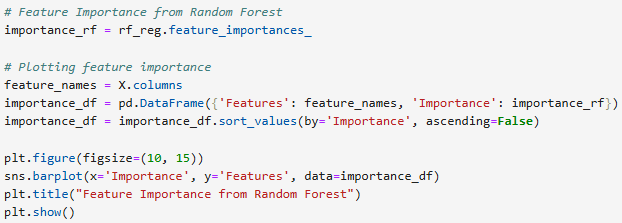 # Feature Importance from Random Forest
importance_rf = rf_reg.feature_importances_
# Plotting feature importance
feature_names = X.columns
importance_df = pd.DataFrame({'Features': feature_names, 'Importance': importance_rf})
importance_df = importance_df.sort_values(by='Importance', ascending=False)
plt.figure(figsize=(10, 15))
sns.barplot(x='Importance', y='Features', data=importance_df)
plt.title("Feature Importance from Random Forest")
plt.show()